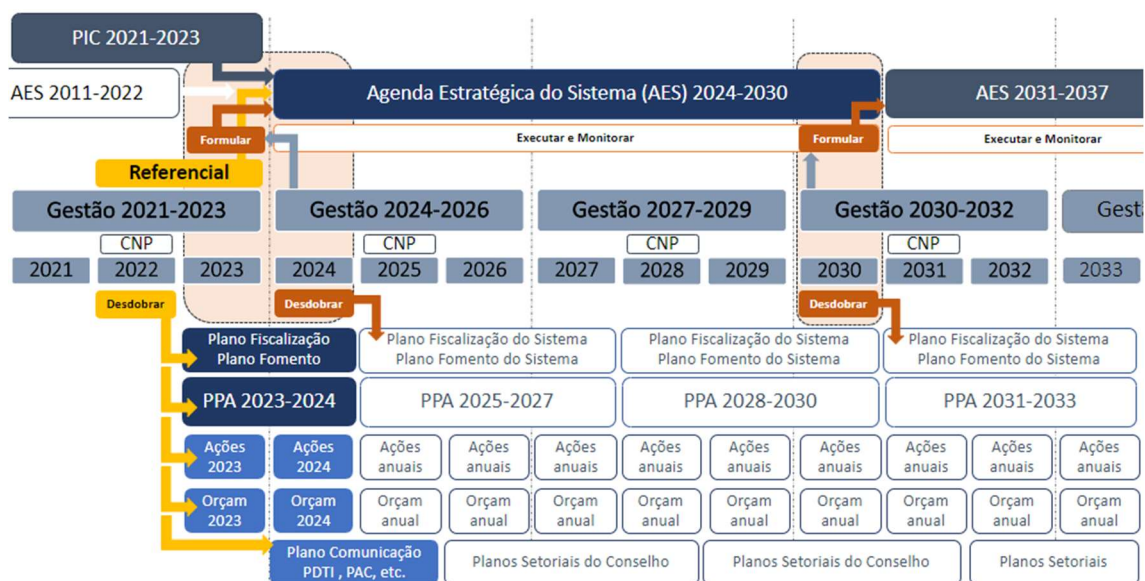 PIC 2021-2023
AES 2011-2022
Agenda Estratégica do Sistema (AES) 2024-2030
AES 2031-2037
Formular
Executar e Monitorar
Formular
Executar e Monitorar
Referencial
Gestão 2021-2023
Gestão 2024-2026
Gestão 2027-2029
Gestão 2030-2032
Gest
CNP
CNP
CNP
CNP
2021
2022
2023
2024
2025
2026
2027
2028
2029
2030
2031
2032
2033
Desdobrar
Desdobrar
Desdobrar
Plano Fiscalização
Plano Fomento
Plano Fiscalização do Sistema
Plano Fomento do Sistema
Plano Fiscalização do Sistema
Plano Fomento do Sistema
Plano Fiscalização do Sistema
Plano Fomento do Sistema
PPA 2023-2024
PPA 2025-2027
PPA 2028-2030
PPA 2031-2033
Ações
2023
Ações
2024
Ações
anuais
Ações
anuais
Ações
anuais
Ações
anuais
Ações
anuais
Ações
anuais
Ações
anuais
Ações
anuais
Ações
anuais
Orçam
2023
Orçam
2024
Orçam
anual
Orçam
anual
Orçam
anual
Orçam
anual
Orçam
anual
Orçam
anual
Orçam
anual
Orçam
anual
Orçam
anual
Plano Comunicação
PDTI , PAC, etc.
Planos Setoriais do Conselho
Planos Setoriais do Conselho
Planos Setoriais